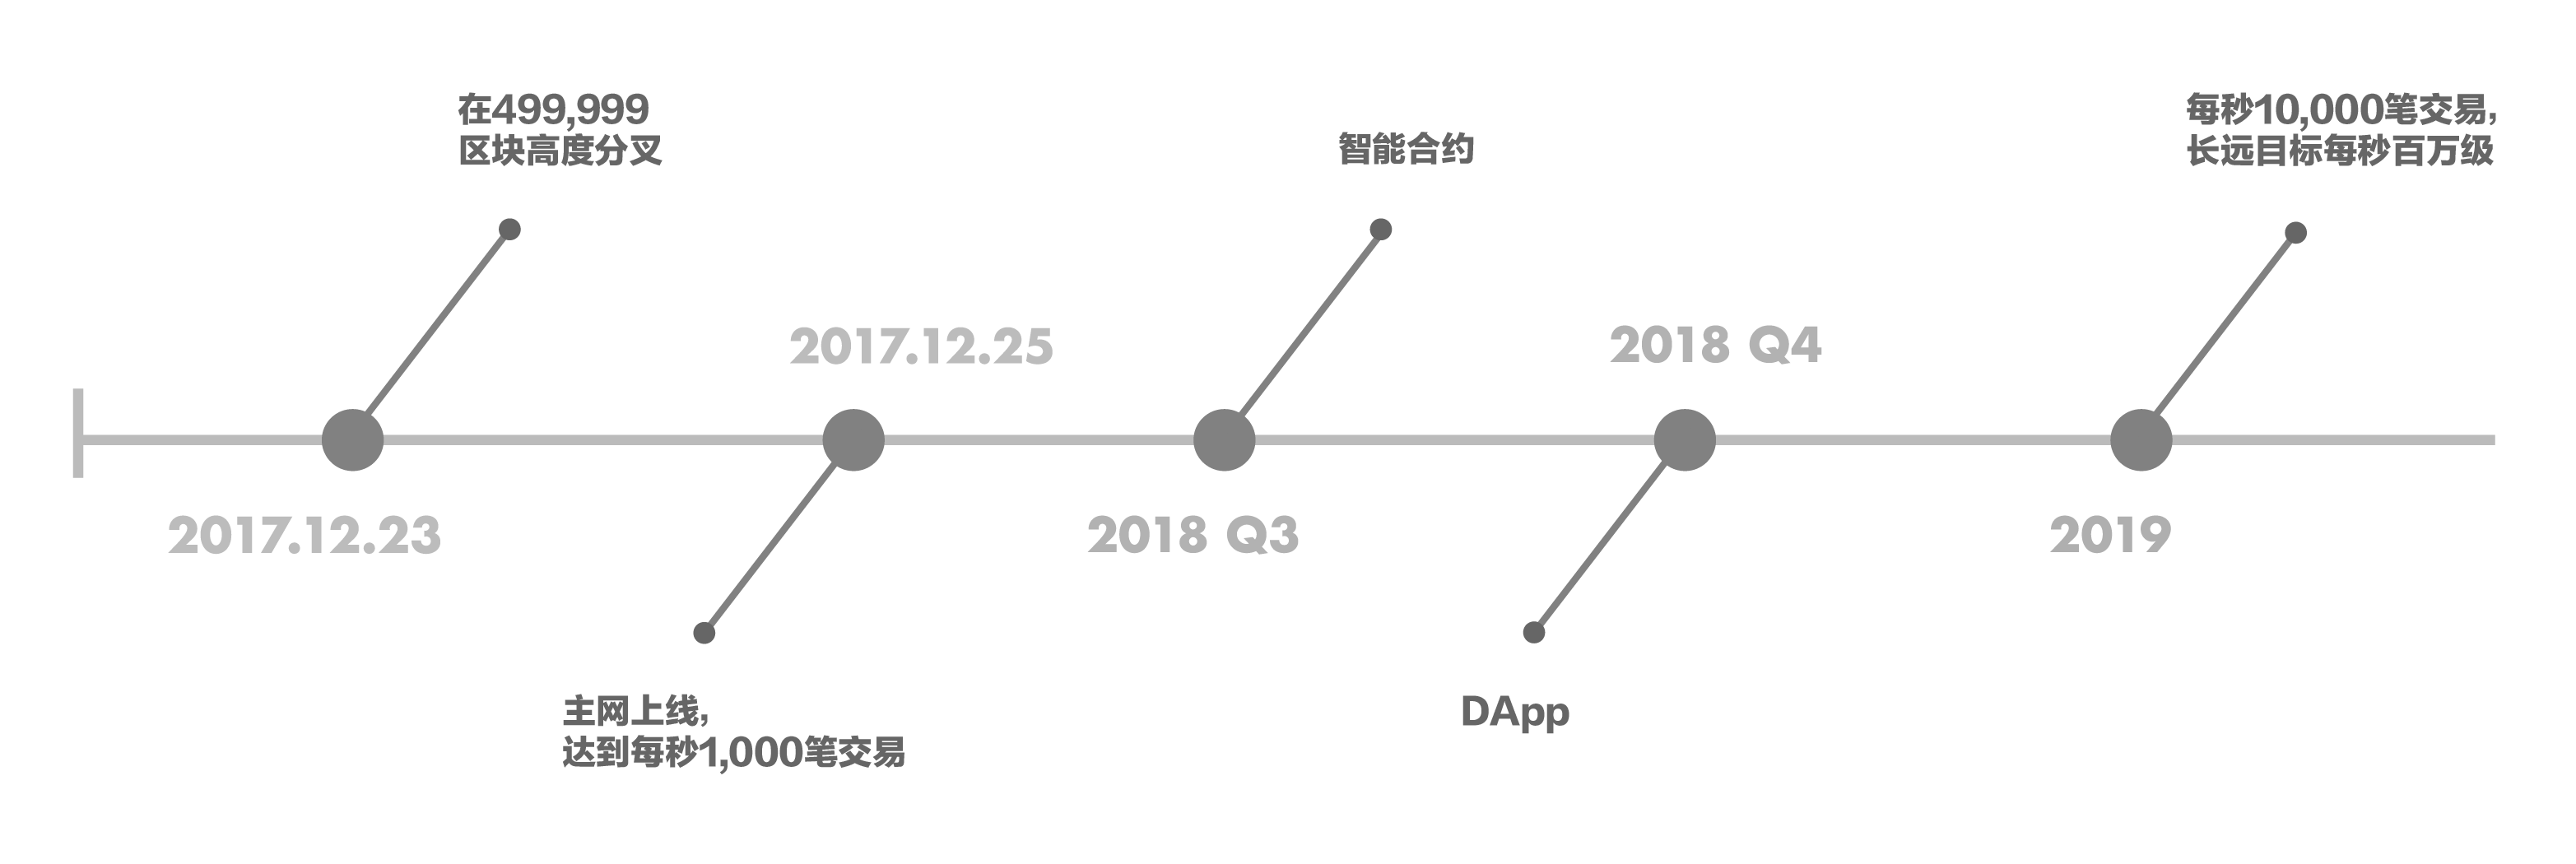 在499,999
区块高度分叉
2017.12.23
2017.12.25
主网上线,
达到每秒1,000笔交易
智能合约
2018 Q3
2018 Q4
DApp
每秒10,000笔交易,
长远目标每秒百万级
2019